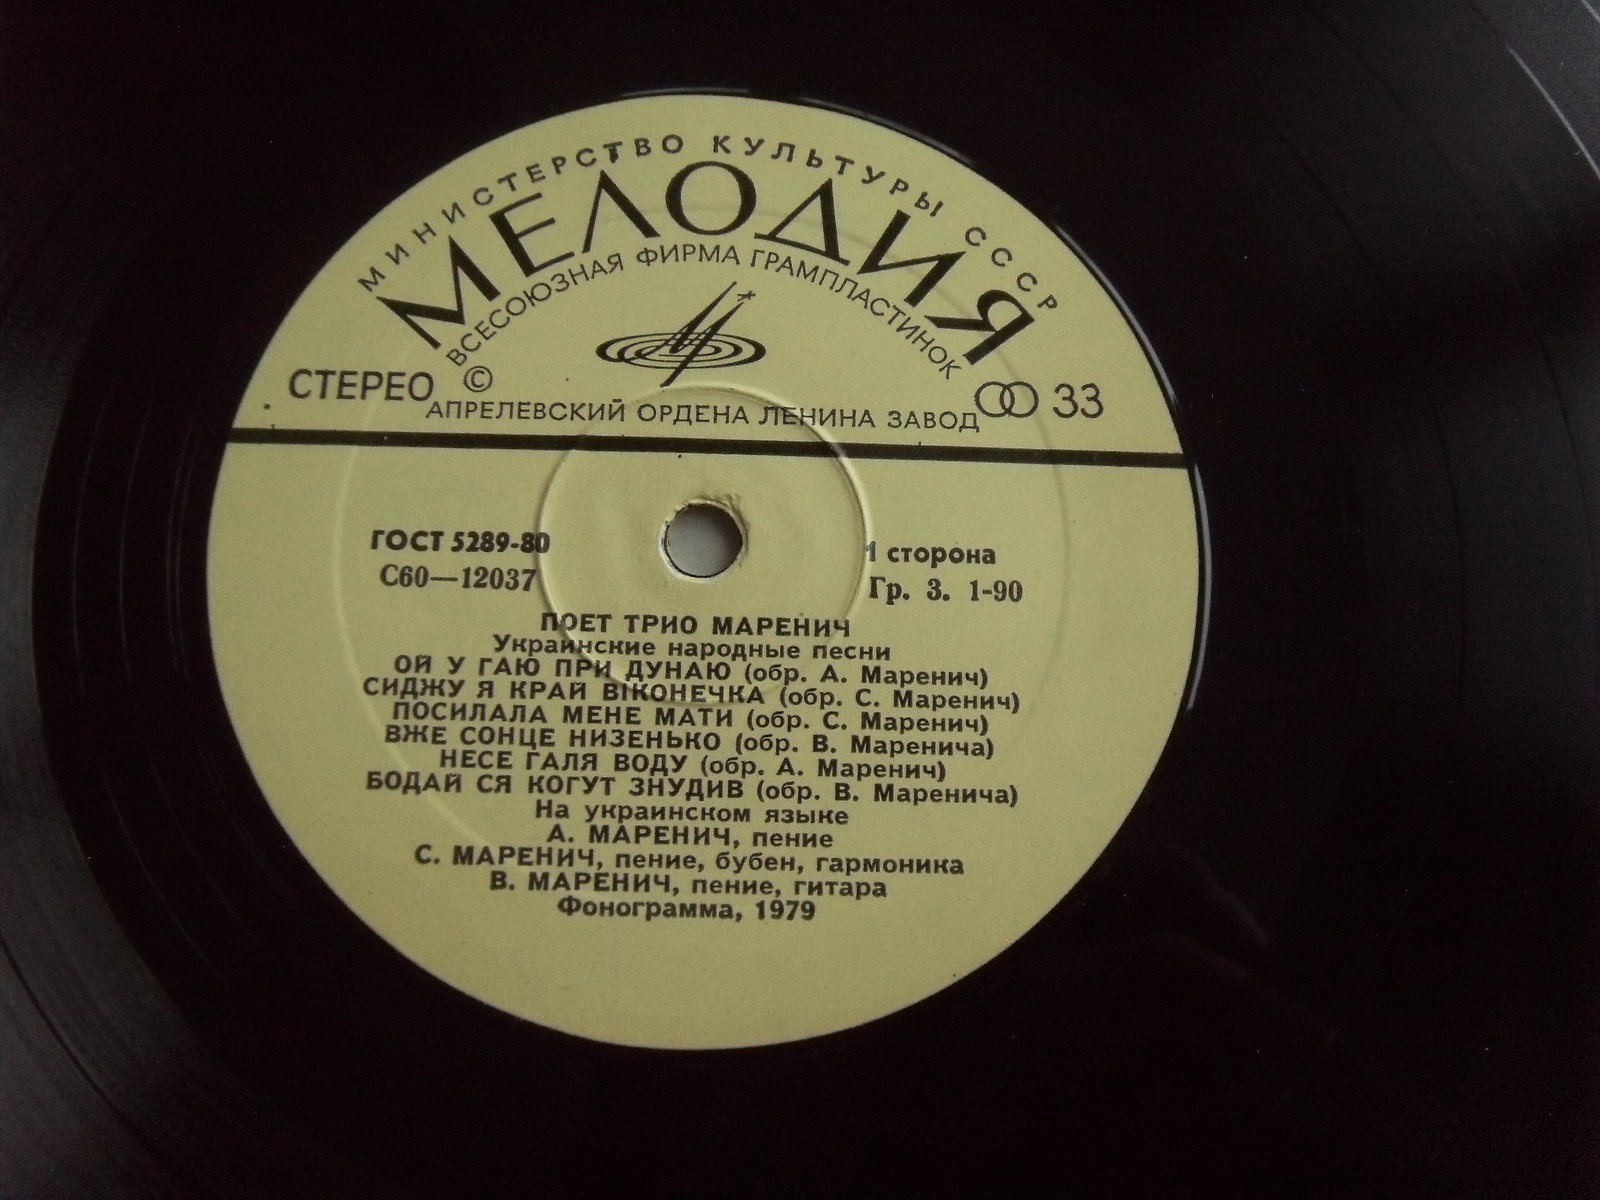 МИНИСТЕРСТВО КУЛЬТУРЫ СССР
МЕЛОДИЯ
ВСЕСОЮЗНАЯ ФИРМА ГРАМПЛАСТИНОК
СТЕРЕО © 33
АПРЕЛЕВСКИЙ ОРДЕНА ЛЕНИНА ЗАВОД
ГОСТ 5289-80 1 сторона
С60—12037 Гр. 3. 1-90
ПОЕТ ТРИО МАРЕНИЧ
Украинские народные песни
ОЙ У ГАЮ ПРИ ДУНАЮ (обр. А. Маренич)
СИДЖУ Я КРАЙ ВІКОНЕЧКА (обр. С. Маренич)
ПОСИЛАЛА МЕНЕ МАТИ (обр. С. Маренич)
ВЖЕ СОНЦЕ НИЗЕНЬКО (обр. В. Маренича)
НЕСЕ ГАЛЯ ВОДУ (обр. А. Маренич)
БОДАЙ СЯ КОГУТ ЗНУДИВ (обр. В. Маренича)
На украинском языке
А. МАРЕНИЧ, пение
С. МАРЕНИЧ, пение, бубен, гармоника
В. МАРЕНИЧ, пение, гитара
Фонограмма, 1979